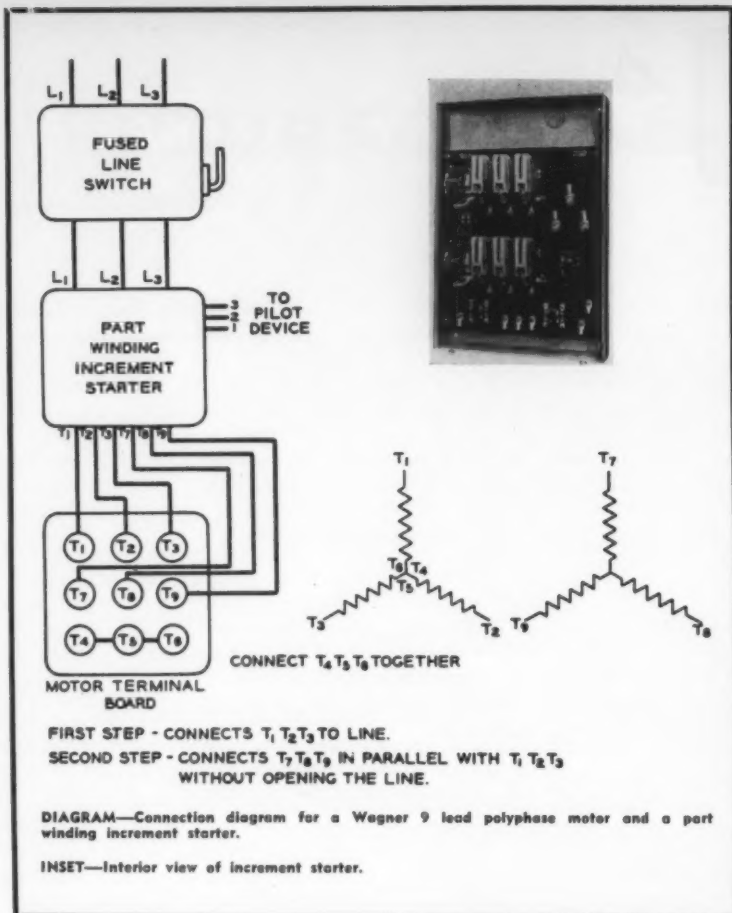 L1 L2 L3
FUSED
LINE
SWITCH
L1 L2 L3
PART
WINDING
INCREMENT
STARTER
3 TO
2 PILOT
1 DEVICE
T1 T2 T3 T7 T8 T9
T1 T2 T3
T7 T8 T9
T4 T5 T6
MOTOR TERMINAL
BOARD
T1
T6 T4
T5
T3 T2
T7
T9 T8
CONNECT T4 T5 T6 TOGETHER
FIRST STEP - CONNECTS T1 T2 T3 TO LINE.
SECOND STEP - CONNECTS T7 T8 T9 IN PARALLEL WITH T1 T2 T3
WITHOUT OPENING THE LINE.
DIAGRAM—Connection diagram for a Wagner 9 lead polyphase motor and a part
winding increment starter.
INSET—Interior view of increment starter.